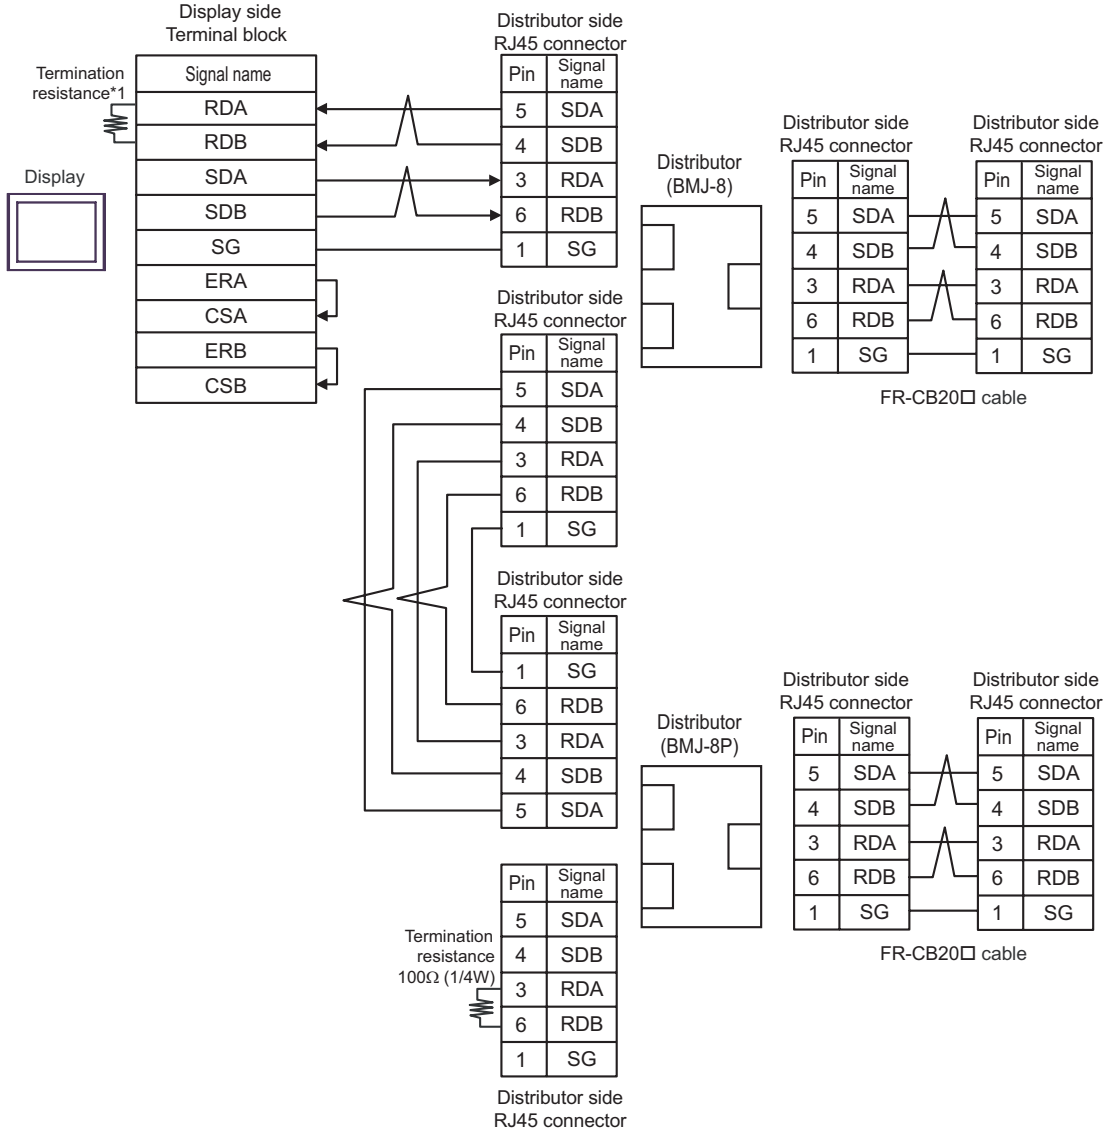 Display side
Terminal block
Termination
resistance*1
Signal name
RDA
RDB
SDA
SDB
SG
ERA
CSA
ERB
CSB
Display
Distributor side
RJ45 connector
Pin Signal name
5 SDA
4 SDB
3 RDA
6 RDB
1 SG
Distributor side
RJ45 connector
Pin Signal name
5 SDA
4 SDB
3 RDA
6 RDB
1 SG
Distributor side
RJ45 connector
Pin Signal name
1 SG
6 RDB
3 RDA
4 SDB
5 SDA
Termination
resistance
100Ω (1/4W)
Pin Signal name
5 SDA
4 SDB
3 RDA
6 RDB
1 SG
Distributor side
RJ45 connector
Distributor
(BMJ-8)
Distributor side
RJ45 connector
Pin Signal name
5 SDA
4 SDB
3 RDA
6 RDB
1 SG
Distributor side
RJ45 connector
Pin Signal name
5 SDA
4 SDB
3 RDA
6 RDB
1 SG
FR-CB20□ cable
Distributor
(BMJ-8P)
Distributor side
RJ45 connector
Pin Signal name
5 SDA
4 SDB
3 RDA
6 RDB
1 SG
Distributor side
RJ45 connector
Pin Signal name
5 SDA
4 SDB
3 RDA
6 RDB
1 SG
FR-CB20□ cable